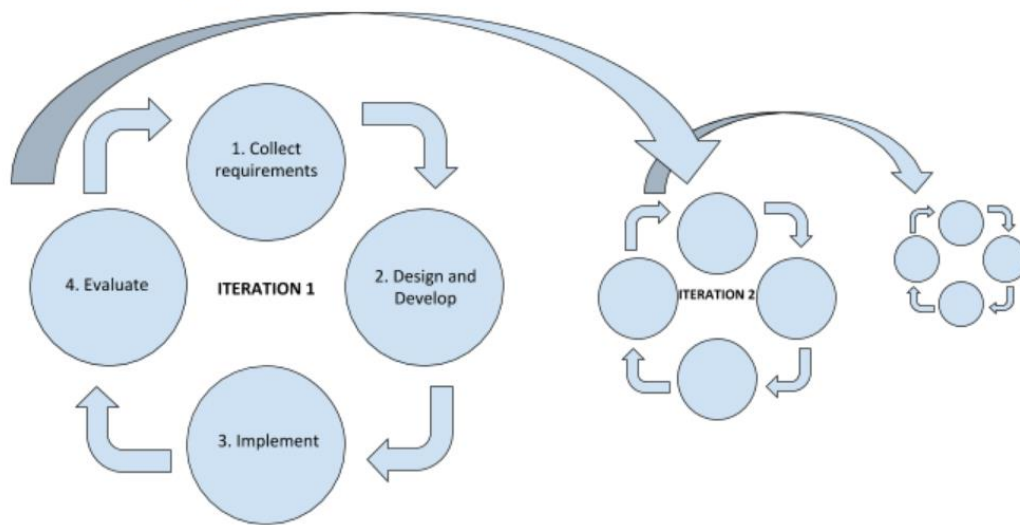 1. Collect
requirements
2. Design and
Develop
3. Implement
4. Evaluate
ITERATION 1
ITERATION 2